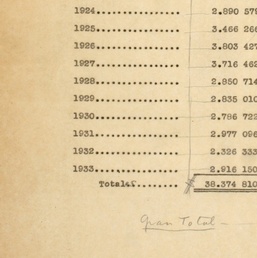 1924................ 2.890 579
1925................ 3.466 260
1926................ 3.803 427
1927................ 3.716 462
1928................ 2.850 714
1929................ 2.835 010
1930................ 2.786 722
1931................ 2.977 096
1932................ 2.326 333
1933................ 2.916 150
Total......... 38.374 810
Gran Total -